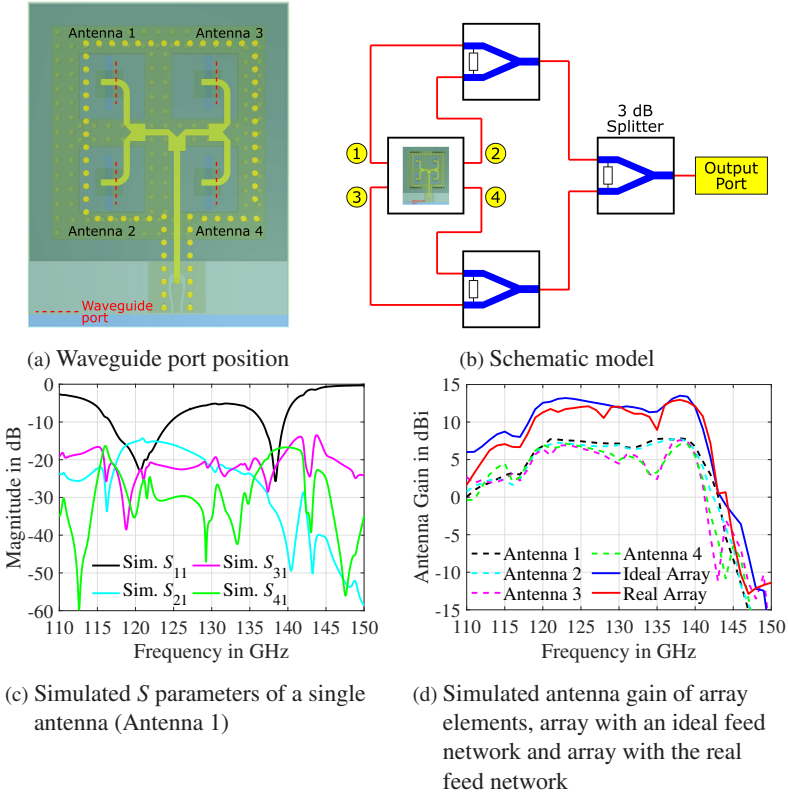 Antenna 1
Antenna 3
Antenna 2
Antenna 4
Waveguide
port
(a) Waveguide port position
3 dB
Splitter
1
2
3
4
Output
Port
(b) Schematic model
Magnitude in dB
0
-10
-20
-30
-40
-50
-60
Sim. S11
Sim. S31
Sim. S21
Sim. S41
110 115 120 125 130 135 140 145 150
Frequency in GHz
(c) Simulated S parameters of a single
antenna (Antenna 1)
Antenna Gain in dBi
15
10
5
0
-5
-10
-15
Antenna 1
Antenna 4
Antenna 2
Ideal Array
Antenna 3
Real Array
110 115 120 125 130 135 140 145 150
Frequency in GHz
(d) Simulated antenna gain of array
elements, array with an ideal feed
network and array with the real
feed network